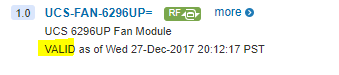 1.0 UCS-FAN-6296UP= RF more
UCS 6296UP Fan Module
VALID as of Wed 27-Dec-2017 20:12:17 PST